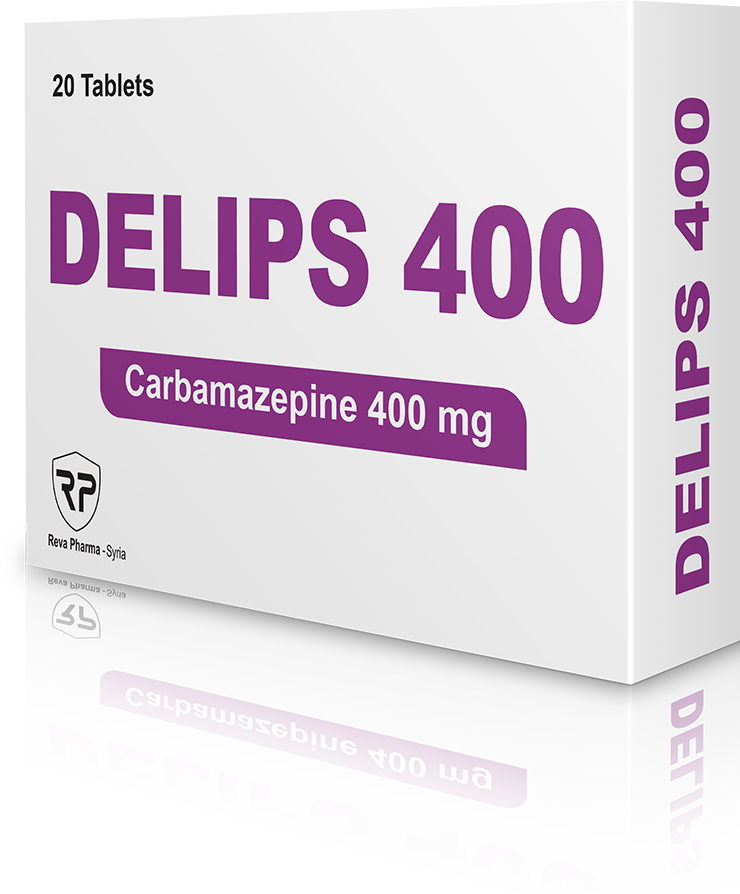 20 Tablets
DELIPS 400
Carbamazepine 400 mg
RP
Reva Pharma - Syria
DELIPS 400